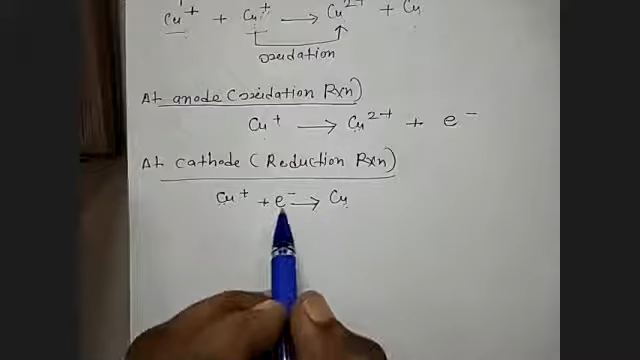 Cu⁺ + Cu⁺ ⟶ Cu²⁺ + Cu
oxidation
At anode (oxidation Rxn)
Cu⁺ ⟶ Cu²⁺ + e⁻
At cathode (Reduction Rxn)
Cu⁺ + e⁻ ⟶ Cu